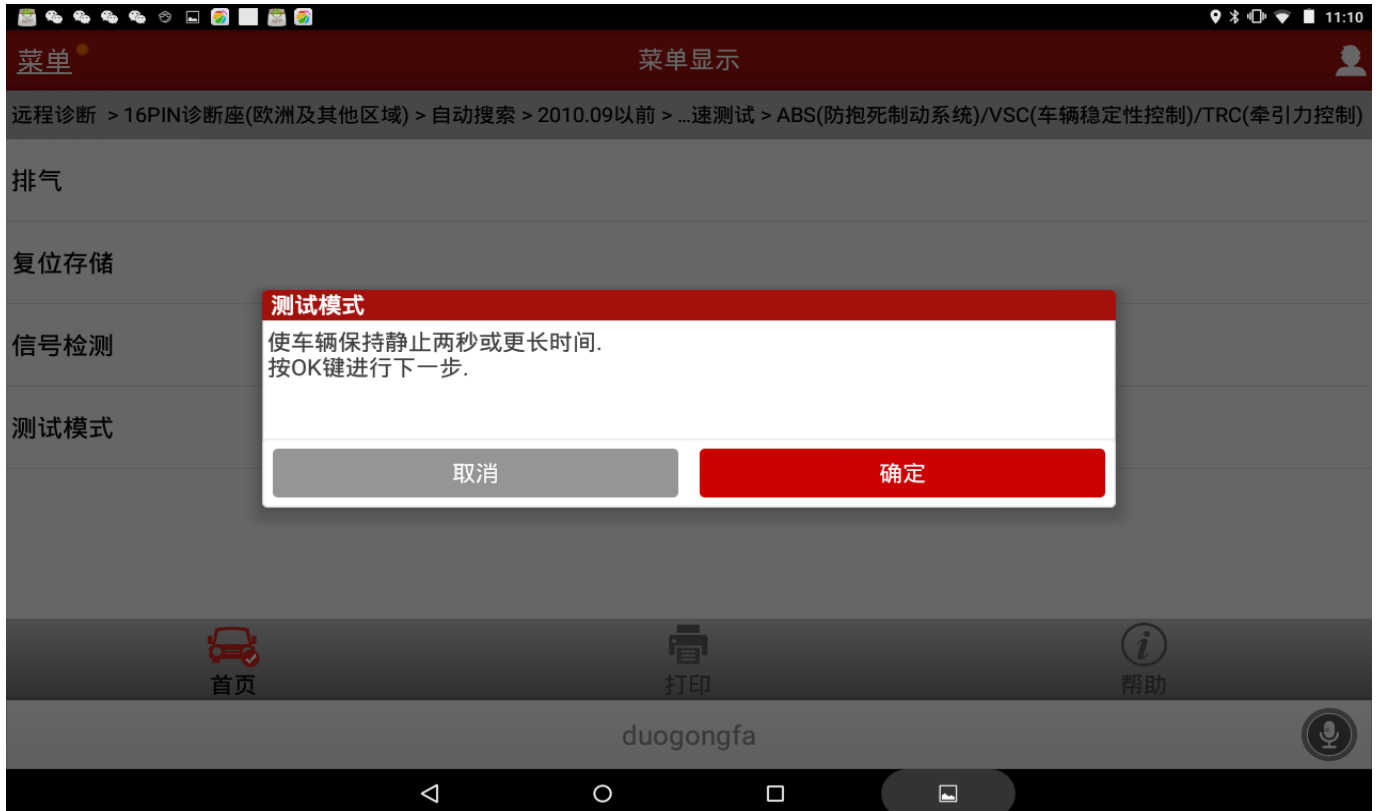 11:10
菜单
菜单显示
远程诊断 > 16PIN诊断座(欧洲及其他区域) > 自动搜索 > 2010.09以前 > ...速测试 > ABS(防抱死制动系统)/VSC(车辆稳定性控制)/TRC(牵引力控制)
排气
复位存储
信号检测
测试模式
测试模式
使车辆保持静止两秒或更长时间.
按OK键进行下一步.
取消
确定
首页
打印
帮助
duogongfa